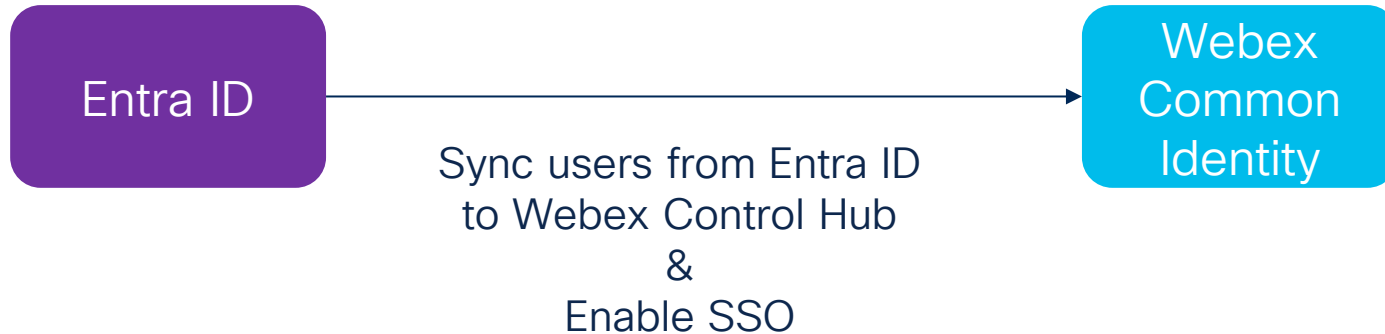 Entra ID
Webex
Common
Identity
Sync users from Entra ID
to Webex Control Hub
&
Enable SSO